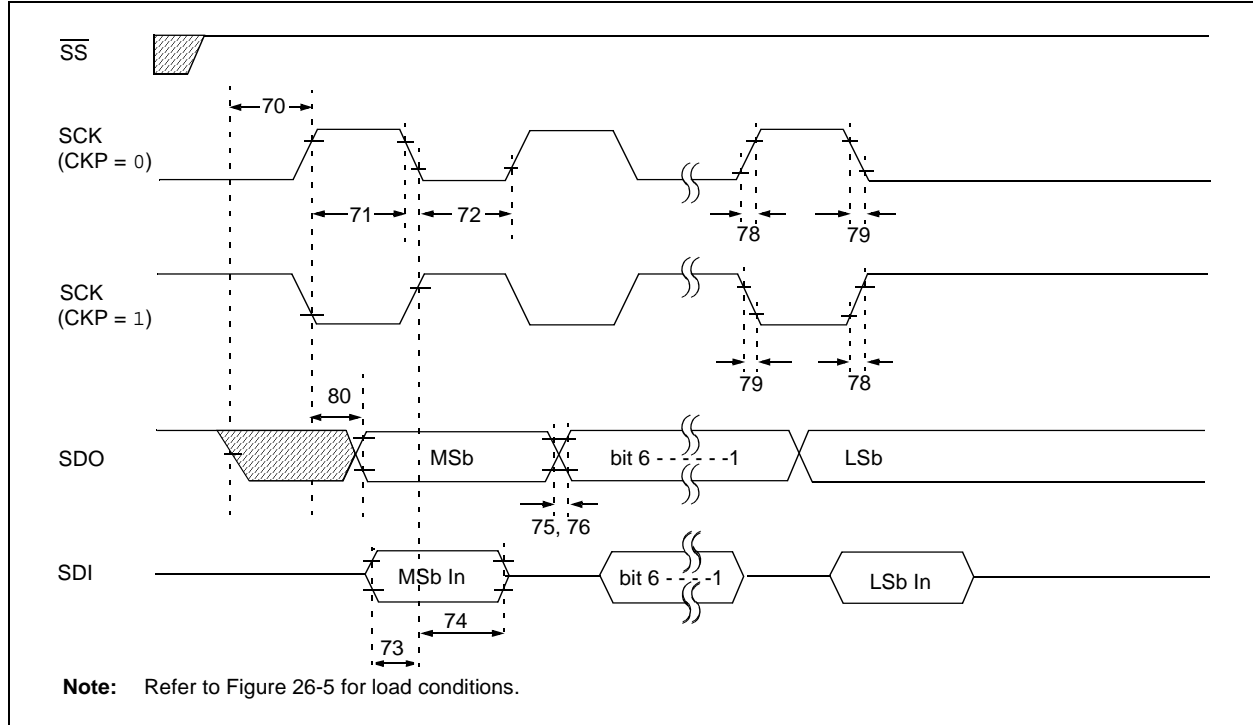 SS
70
SCK
(CKP = 0)
71
72
78
79
SCK
(CKP = 1)
79
78
80
SDO
MSb
bit 6 - - - - - -1
LSb
75, 76
SDI
MSb In
bit 6 - - - - -1
LSb In
74
73
Note: Refer to Figure 26-5 for load conditions.